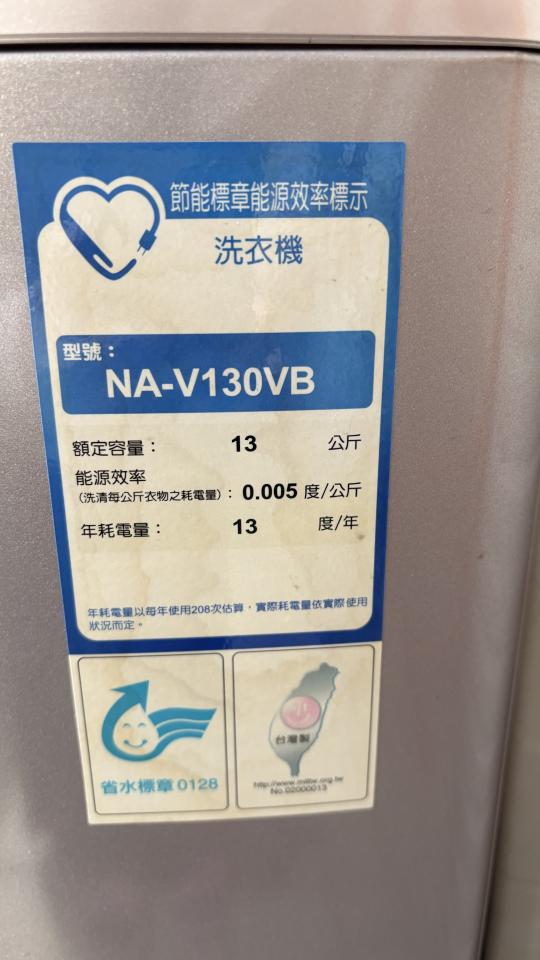 節能標章能源效率標示
洗衣機
型號：
NA-V130VB
額定容量： 13 公斤
能源效率
(洗清每公斤衣物之耗電量)： 0.005 度/公斤
年耗電量： 13 度/年
年耗電量以每年使用208次估算，實際耗電量依實際使用
狀況而定。
省水標章 0128
台灣製
No.02000013